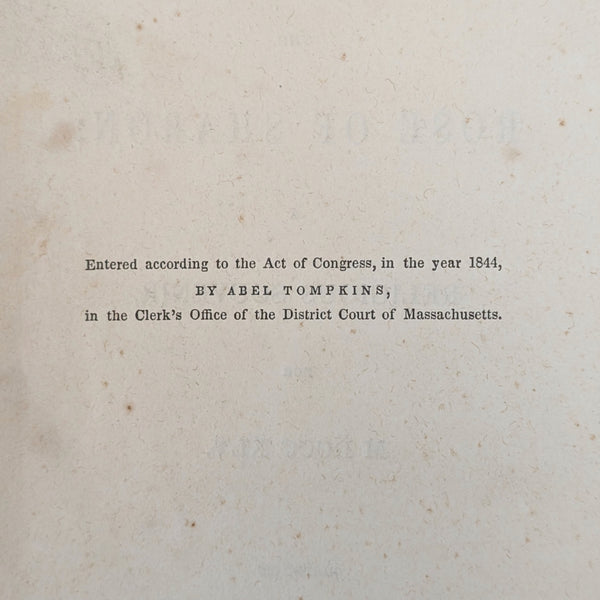 Entered according to the Act of Congress, in the year 1844,
BY ABEL TOMPKINS,
in the Clerk's Office of the District Court of Massachusetts.